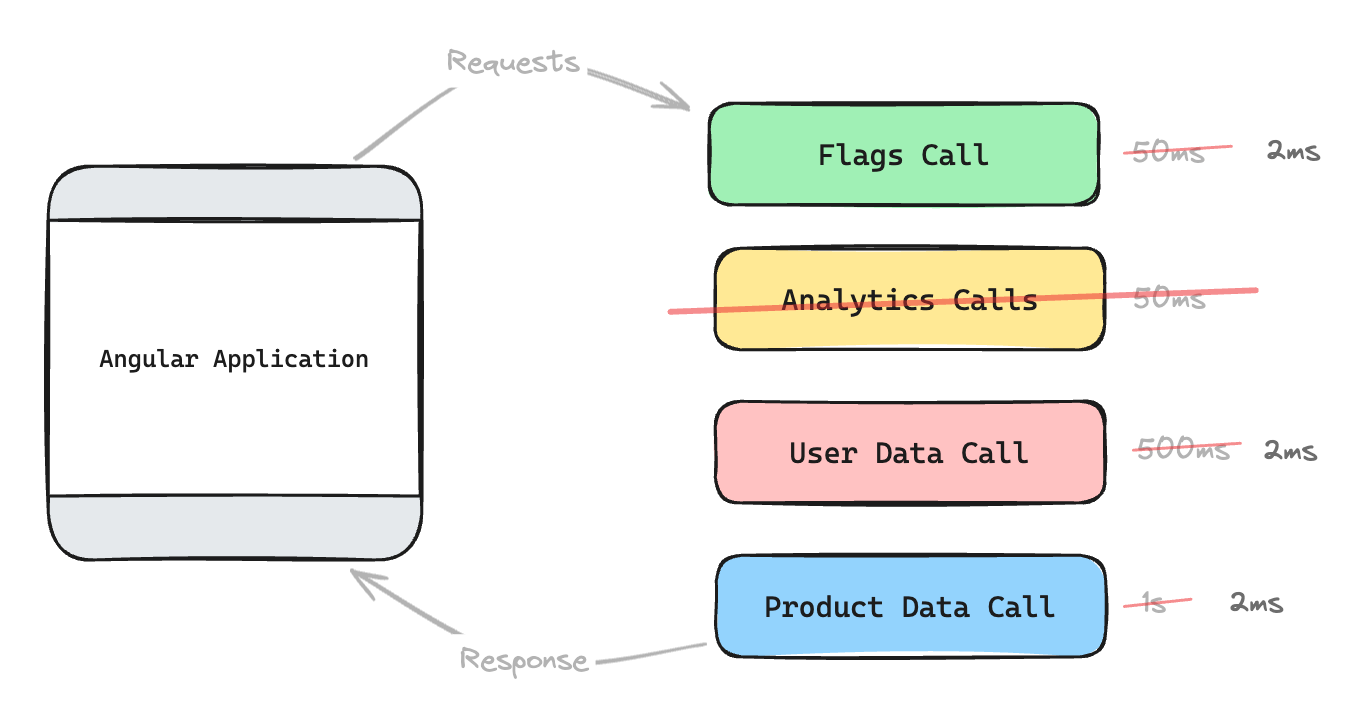 Requests
Flags Call
50ms 2ms
Analytics Calls
50ms
Angular Application
User Data Call
500ms 2ms
Product Data Call
1s 2ms
Response